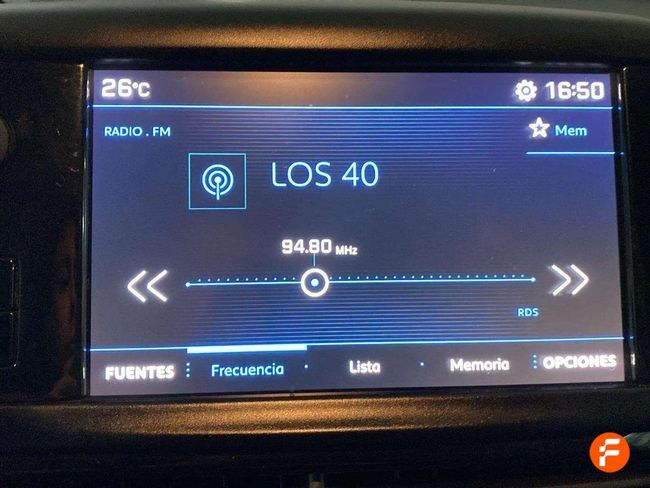 26°C 16:50
RADIO . FM Mem
LOS 40
94.80 MHz
RDS
FUENTES Frecuencia Lista Memoria OPCIONES